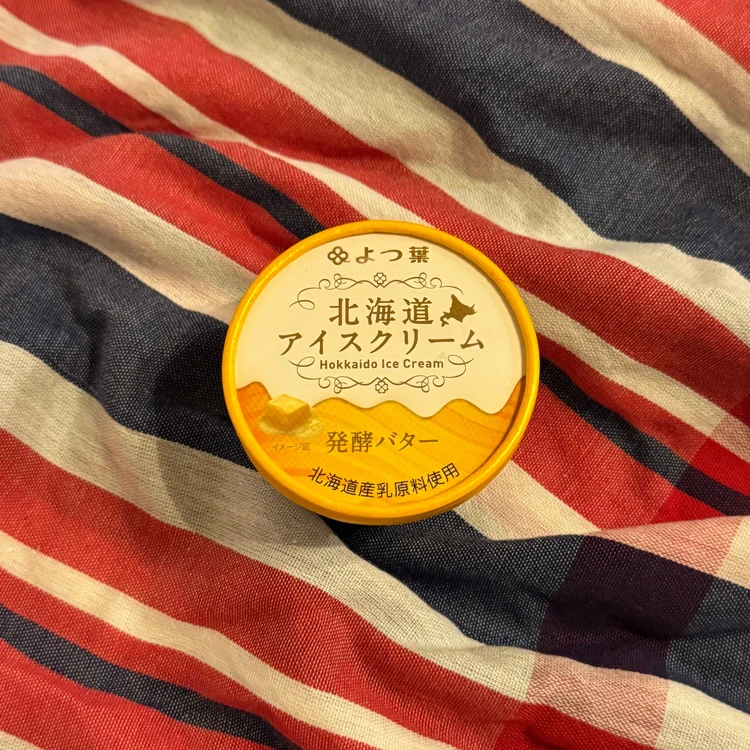 よつ葉
北海道
アイスクリーム
Hokkaido Ice Cream
イメージ図
発酵バター
北海道産乳原料使用